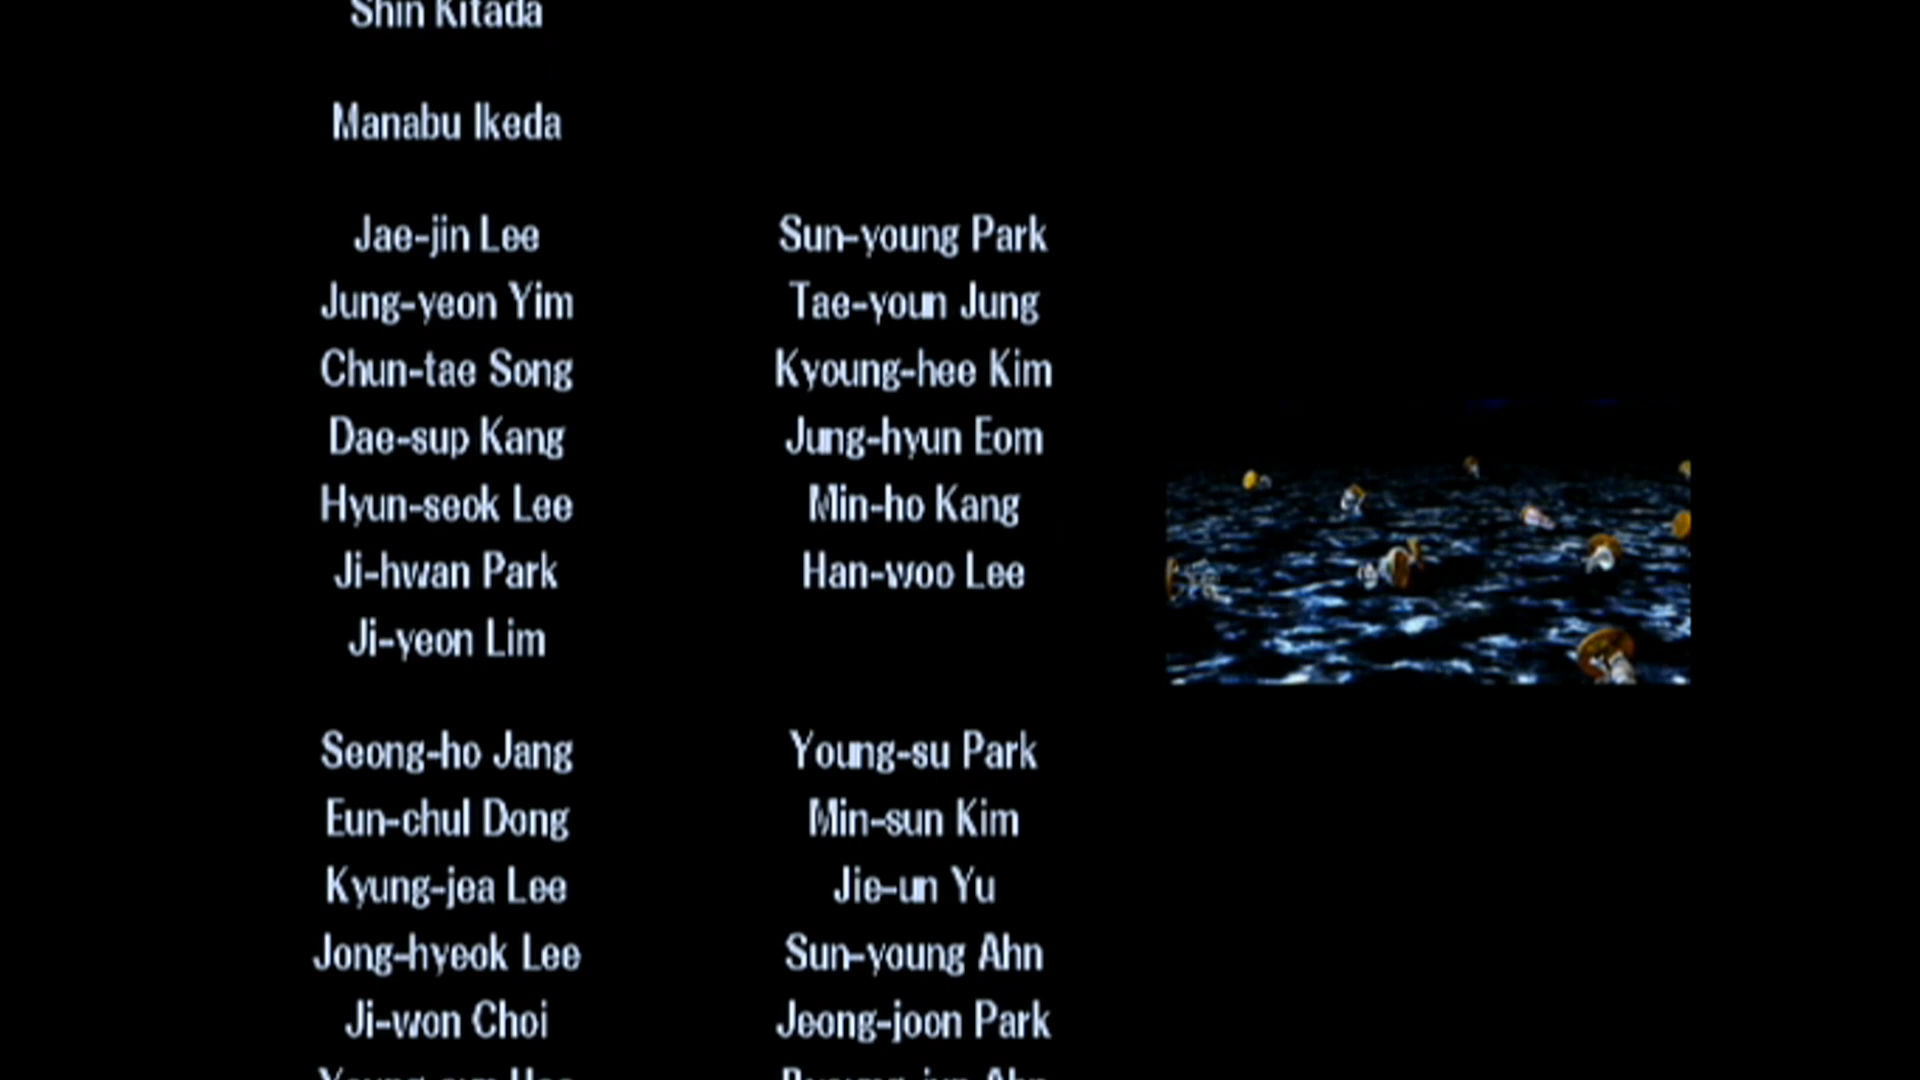 Shin Kitada
Manabu Ikeda
Jae-jin Lee Sun-young Park
Jung-yeon Yim Tae-youn Jung
Chun-tae Song Kyoung-hee Kim
Dae-sup Kang Jung-hyun Eom
Hyun-seok Lee Min-ho Kang
Ji-hwan Park Han-woo Lee
Ji-yeon Lim
Seong-ho Jang Young-su Park
Eun-chul Dong Min-sun Kim
Kyung-jea Lee Jie-un Yu
Jong-hyeok Lee Sun-young Ahn
Ji-won Choi Jeong-joon Park